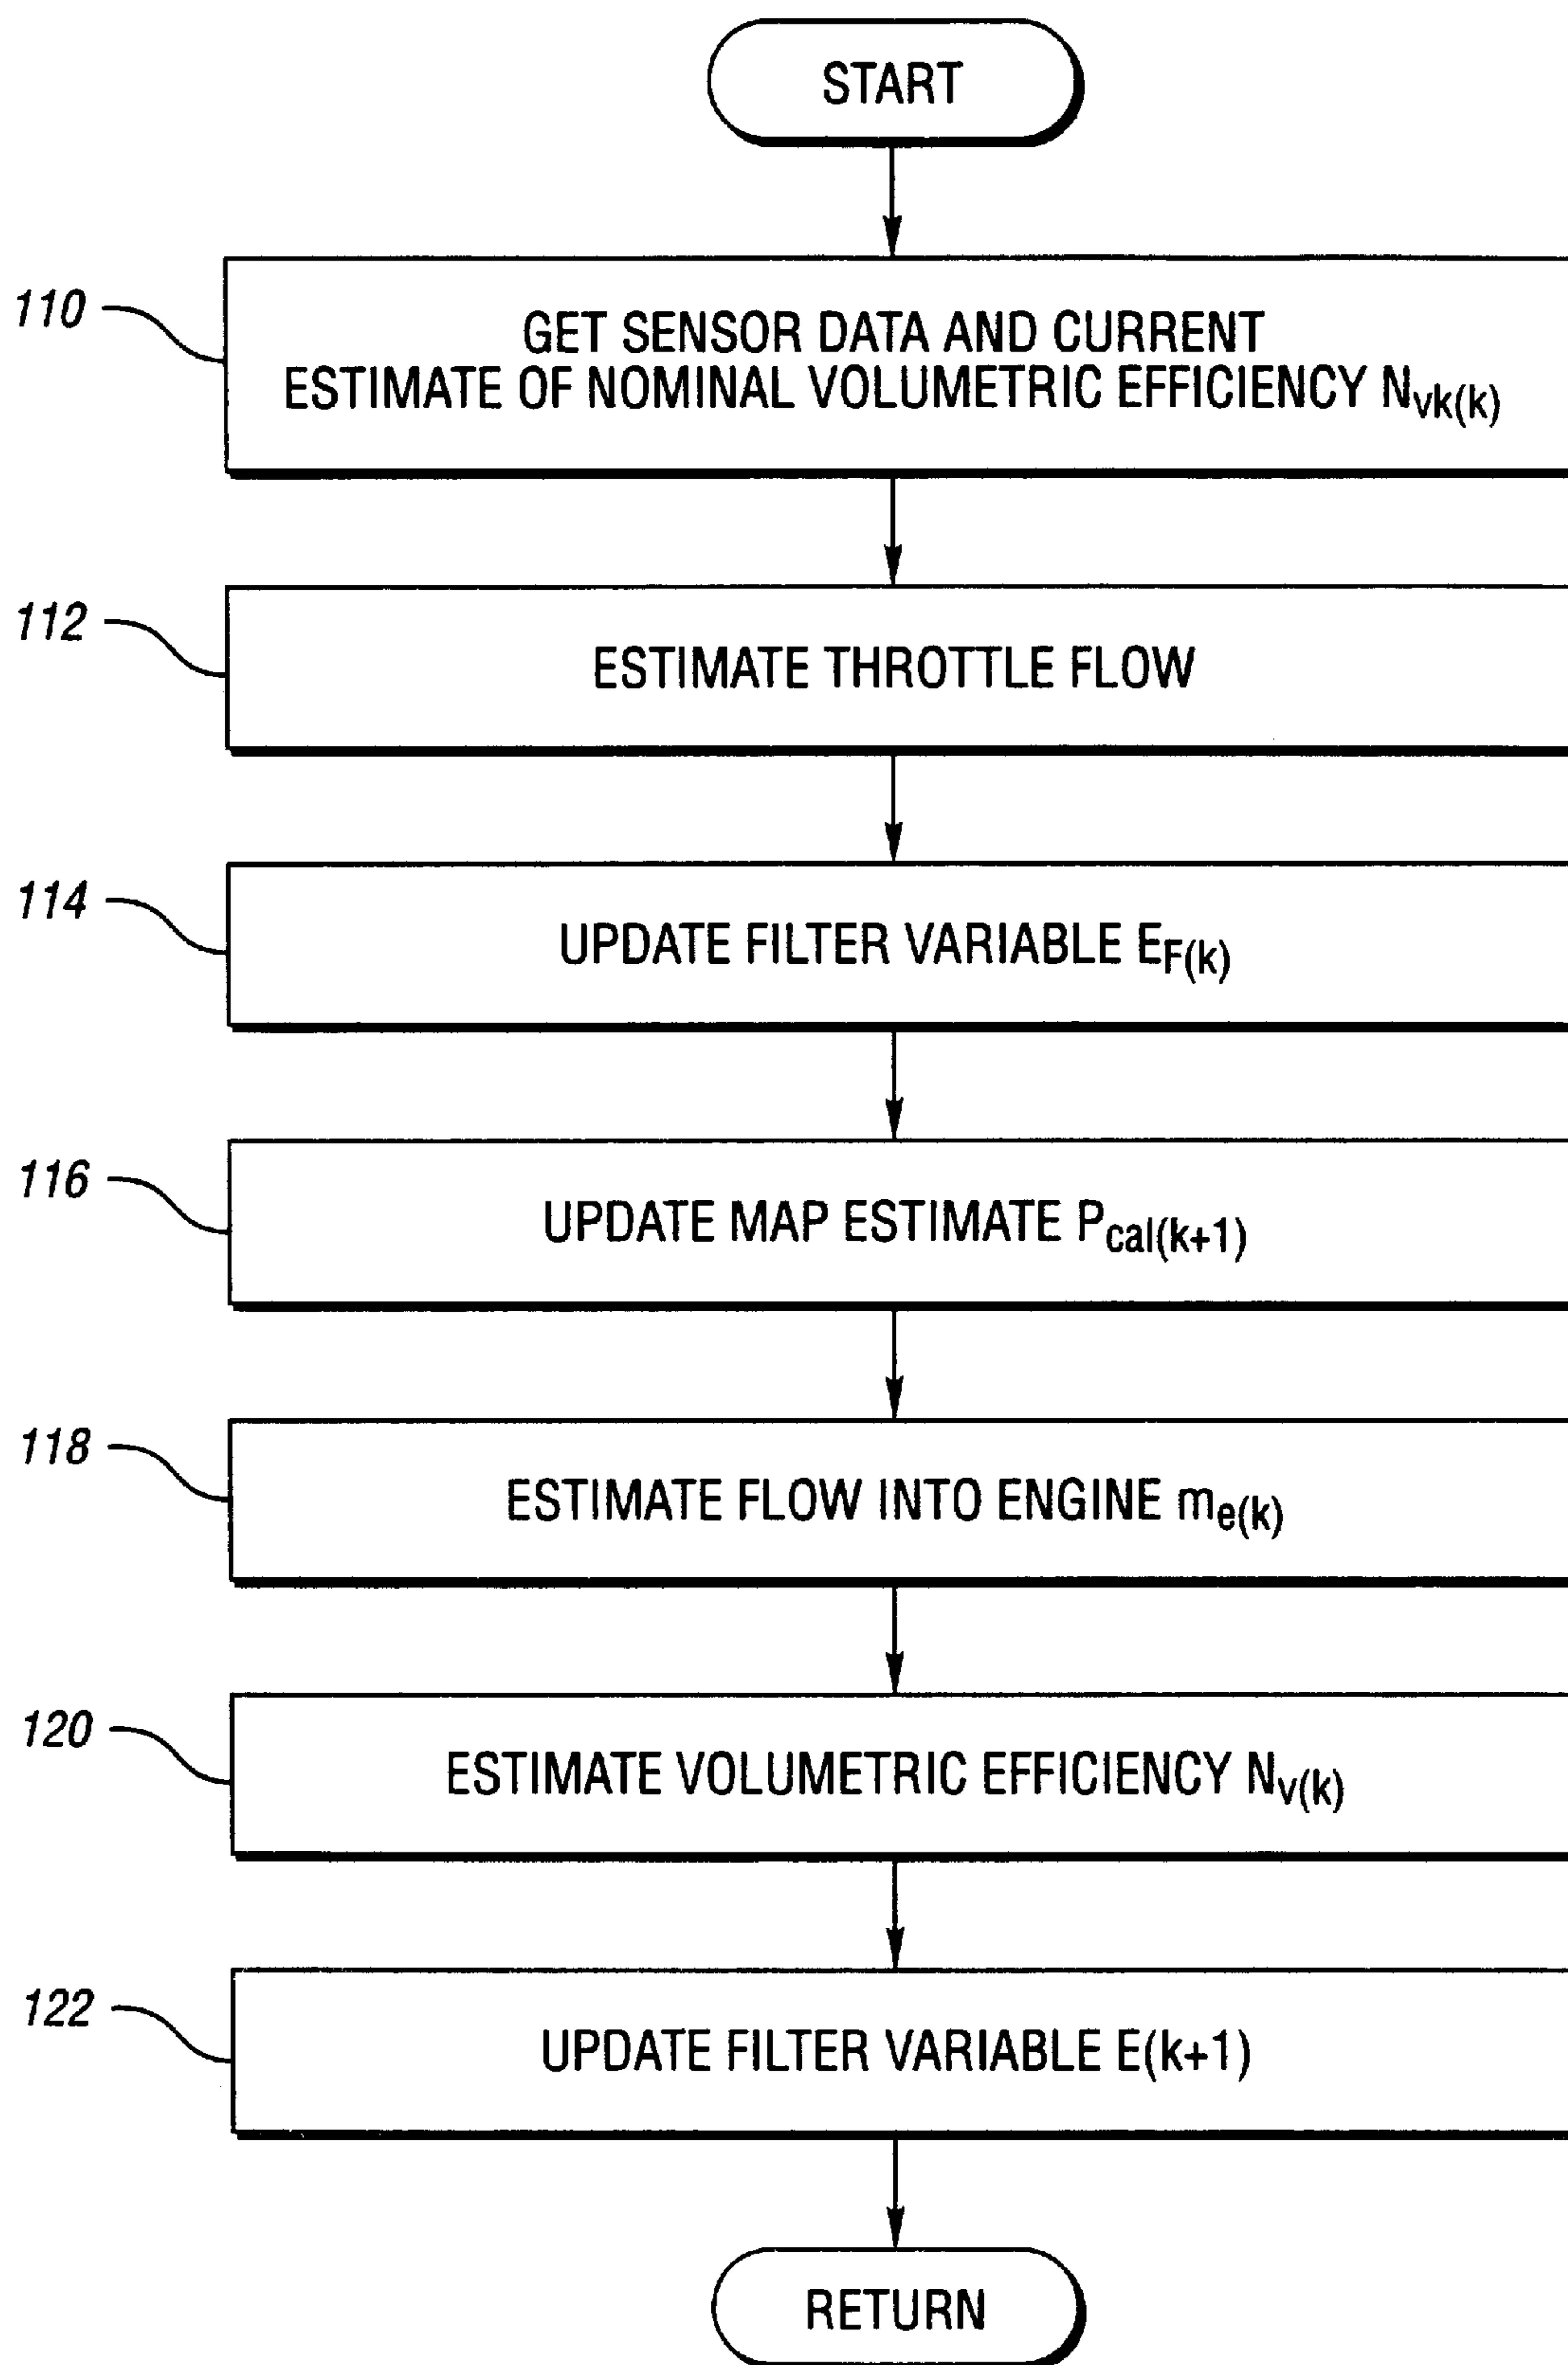 START
110
GET SENSOR DATA AND CURRENT
ESTIMATE OF NOMINAL VOLUMETRIC EFFICIENCY Nvk(k)
112
ESTIMATE THROTTLE FLOW
114
UPDATE FILTER VARIABLE EF(k)
116
UPDATE MAP ESTIMATE Pcal(k+1)
118
ESTIMATE FLOW INTO ENGINE me(k)
120
ESTIMATE VOLUMETRIC EFFICIENCY Nv(k)
122
UPDATE FILTER VARIABLE E(k+1)
RETURN